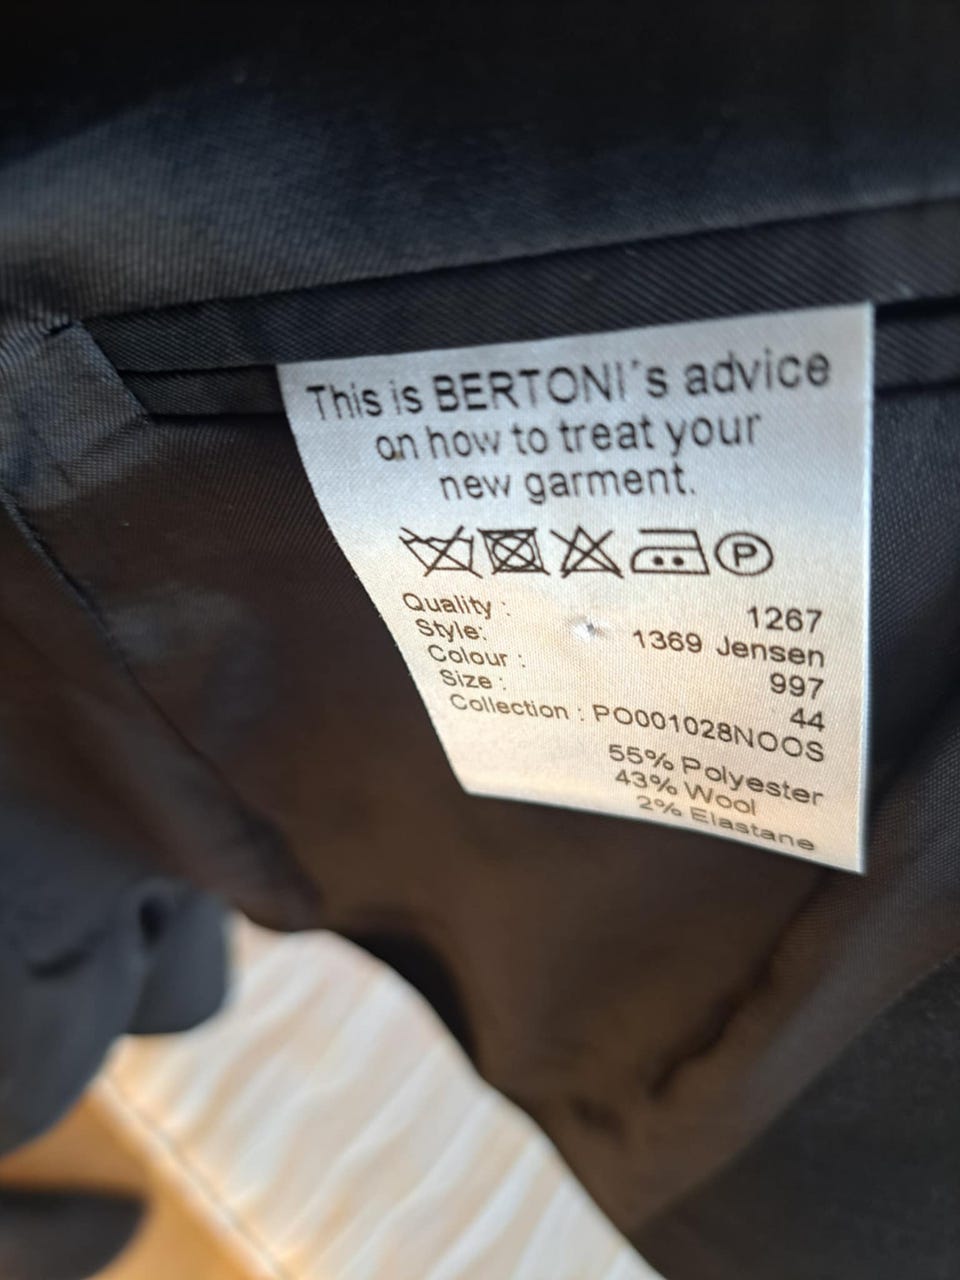 This is BERTONI´s advice
on how to treat your
new garment.
P
Quality : 1267
Style: 1369 Jensen
Colour : 997
Size : 44
Collection : PO001028NOOS
55% Polyester
43% Wool
2% Elastane